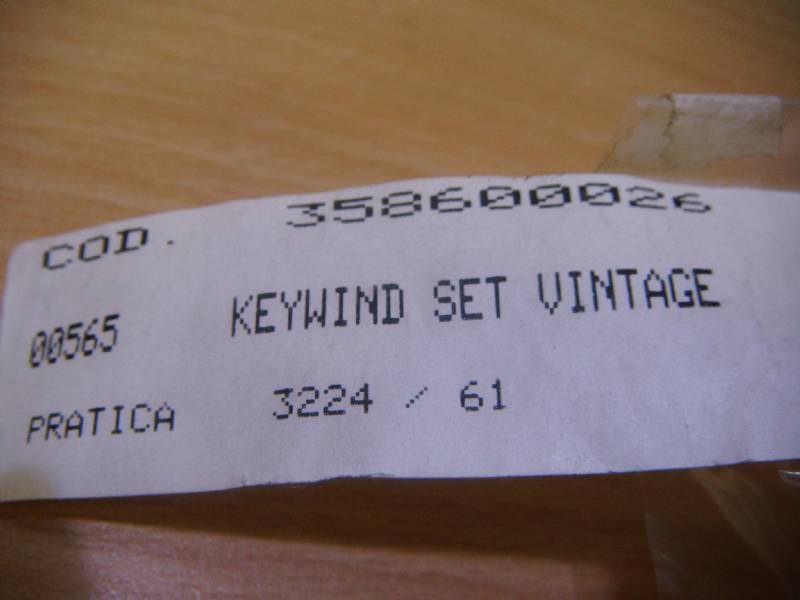 COD. 358600026
00565 KEYWIND SET VINTAGE
PRATICA 3224 / 61